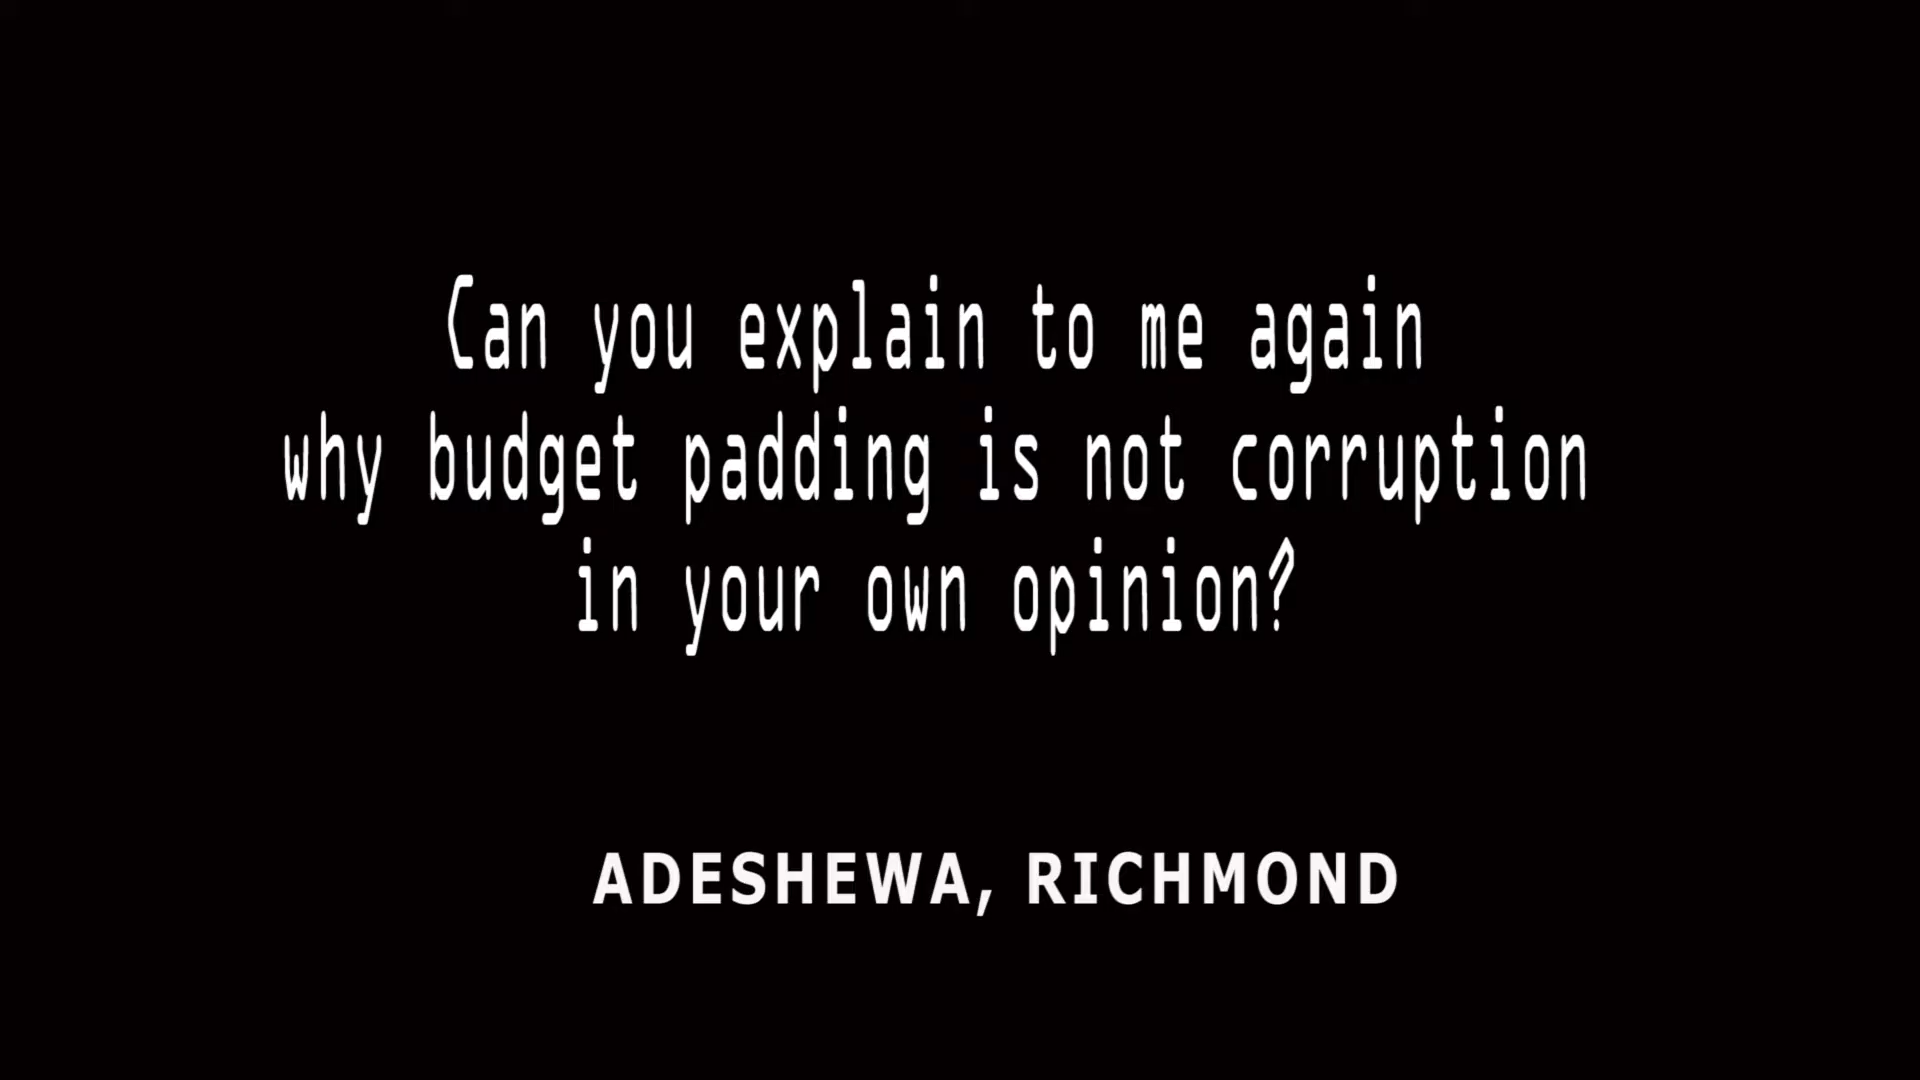 Can you explain to me again
why budget padding is not corruption
in your own opinion?
ADESHEWA, RICHMOND